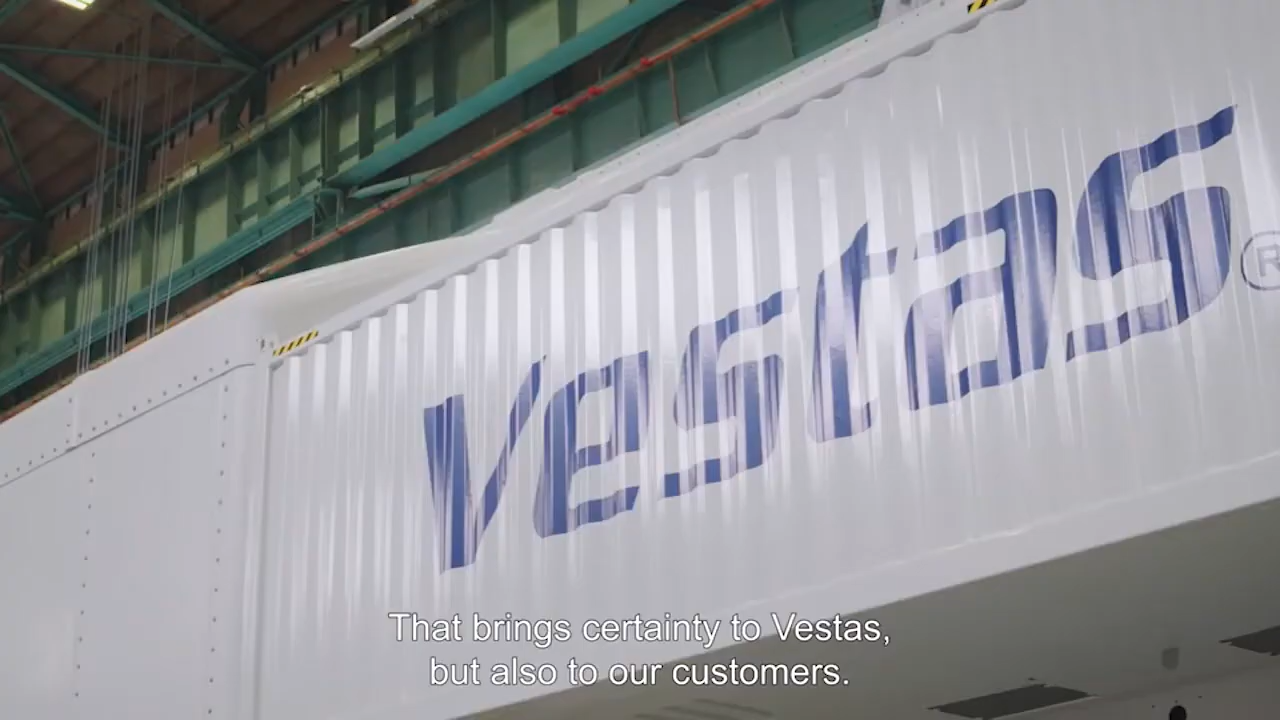 Vestas®
That brings certainty to Vestas,
but also to our customers.